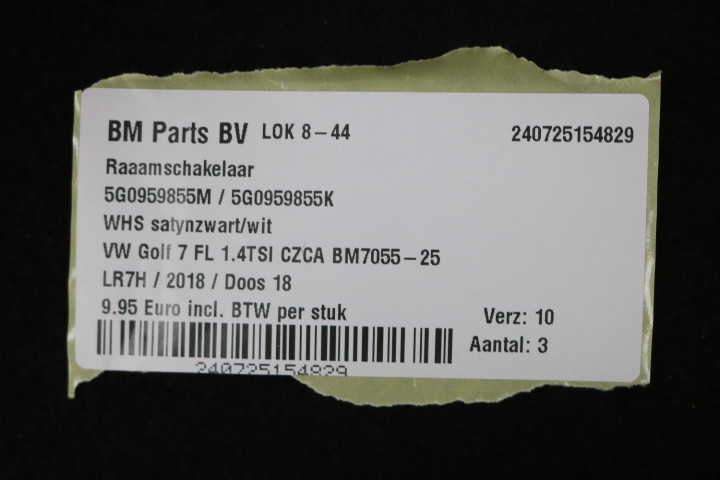 BM Parts BV LOK 8-44 240725154829
Raaamschakelaar
5G0959855M / 5G0959855K
WHS satynzwart/wit
VW Golf 7 FL 1.4TSI CZCA BM7055-25
LR7H / 2018 / Doos 18
9.95 Euro incl. BTW per stuk Verz: 10
Aantal: 3
240725154829